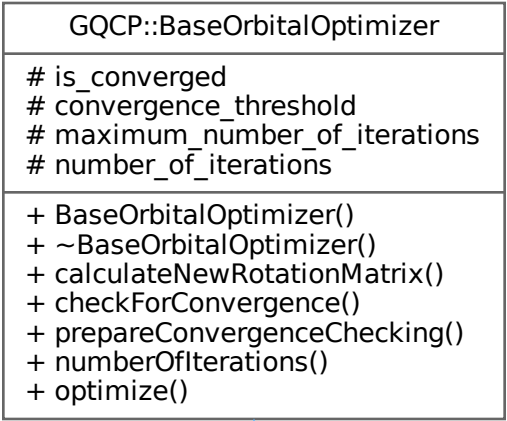 GQCP::BaseOrbitalOptimizer
# is_converged
# convergence_threshold
# maximum_number_of_iterations
# number_of_iterations
+ BaseOrbitalOptimizer()
+ ~BaseOrbitalOptimizer()
+ calculateNewRotationMatrix()
+ checkForConvergence()
+ prepareConvergenceChecking()
+ numberOfIterations()
+ optimize()